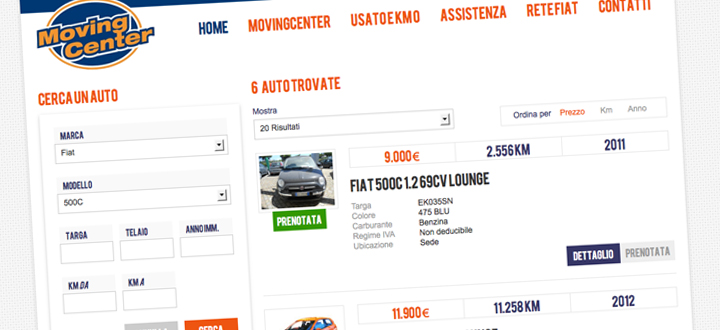 Moving
Center
HOME MOVINGCENTER USATO E KM0 ASSISTENZA RETE FIAT CONTATTI
CERCA UN AUTO
MARCA
Fiat
MODELLO
500C
TARGA TELAIO ANNO IMM.
KM DA KM A
CERCA
6 AUTO TROVATE
Mostra
20 Risultati
Ordina per Prezzo Km Anno
9.000€ 2.556 KM 2011
FIAT 500C 1.2 69CV LOUNGE
Targa EK035SN
Colore 475 BLU
Carburante Benzina
Regime IVA Non deducibile
Ubicazione Sede
PRENOTATA
DETTAGLIO PRENOTATA
11.900€ 11.258 KM 2012